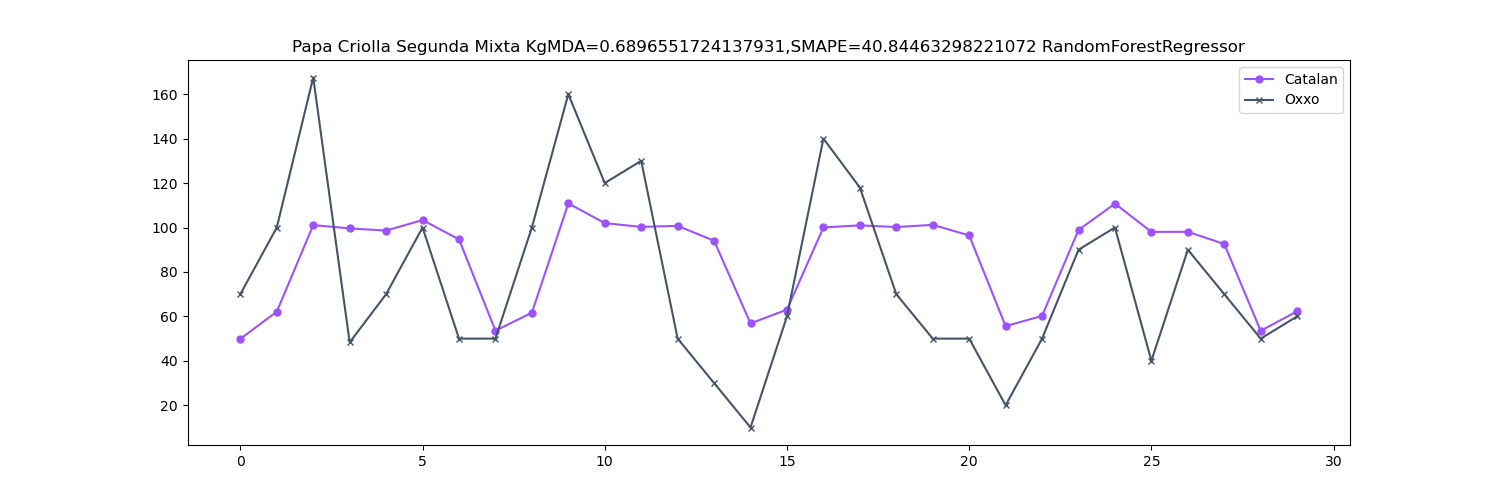 Papa Criolla Segunda Mixta KgMDA=0.6896551724137931,SMAPE=40.84463298221072 RandomForestRegressor
Catalan
Oxxo
160
140
120
100
80
60
40
20
0 5 10 15 20 25 30